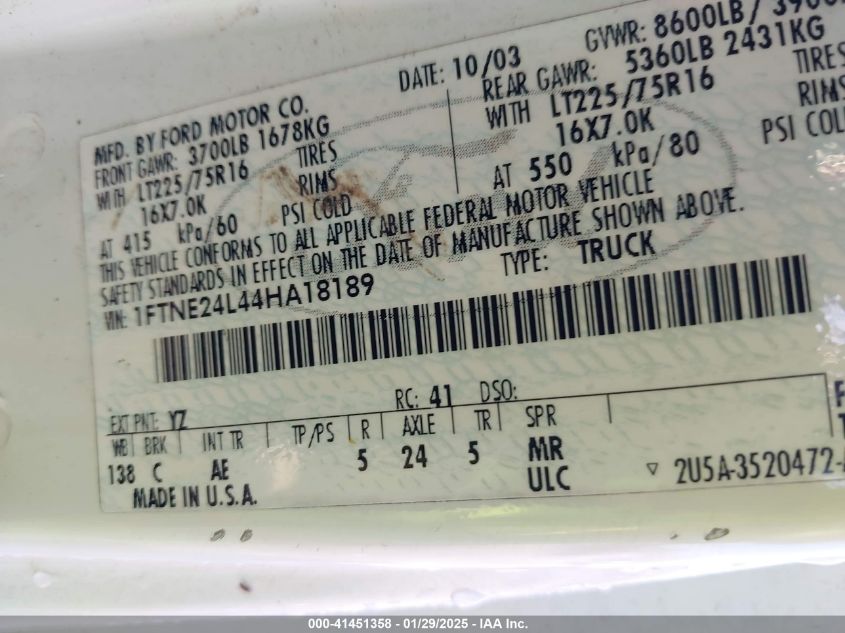 MFD. BY FORD MOTOR CO.
DATE: 10/03
GVWR: 8600LB/
FRONT GAWR: 3700LB 1678KG
REAR GAWR: 5360LB 2431KG
WITH LT225/75R16 TIRES
WITH LT225/75R16 TIRES
16X7.0K RIMS
16X7.0K RIMS
AT 415 kPa/60 PSI COLD
AT 550 kPa/80 PSI COL
THIS VEHICLE CONFORMS TO ALL APPLICABLE FEDERAL MOTOR VEHICLE
SAFETY STANDARDS IN EFFECT ON THE DATE OF MANUFACTURE SHOWN ABOVE.
VIN: 1FTNE24L44HA18189
TYPE: TRUCK
EXT PNT: YZ RC: 41 DSO:
WB BRK INT TR TP/PS R AXLE TR SPR
138 C AE 5 24 5 MR
ULC
MADE IN U.S.A.
▽ 2U5A-3520472-
000-41451358 - 01/29/2025 - IAA Inc.